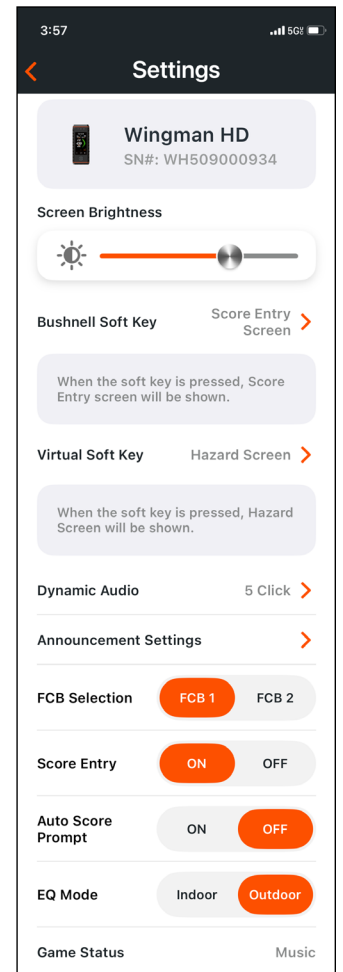 3:57
5G
Settings
Wingman HD
SN#: WH509000934
Screen Brightness
Bushnell Soft Key
Score Entry
Screen
When the soft key is pressed, Score
Entry screen will be shown.
Virtual Soft Key Hazard Screen
When the soft key is pressed, Hazard
Screen will be shown.
Dynamic Audio 5 Click
Announcement Settings
FCB Selection FCB 1 FCB 2
Score Entry ON OFF
Auto Score
Prompt
ON OFF
EQ Mode Indoor Outdoor
Game Status Music